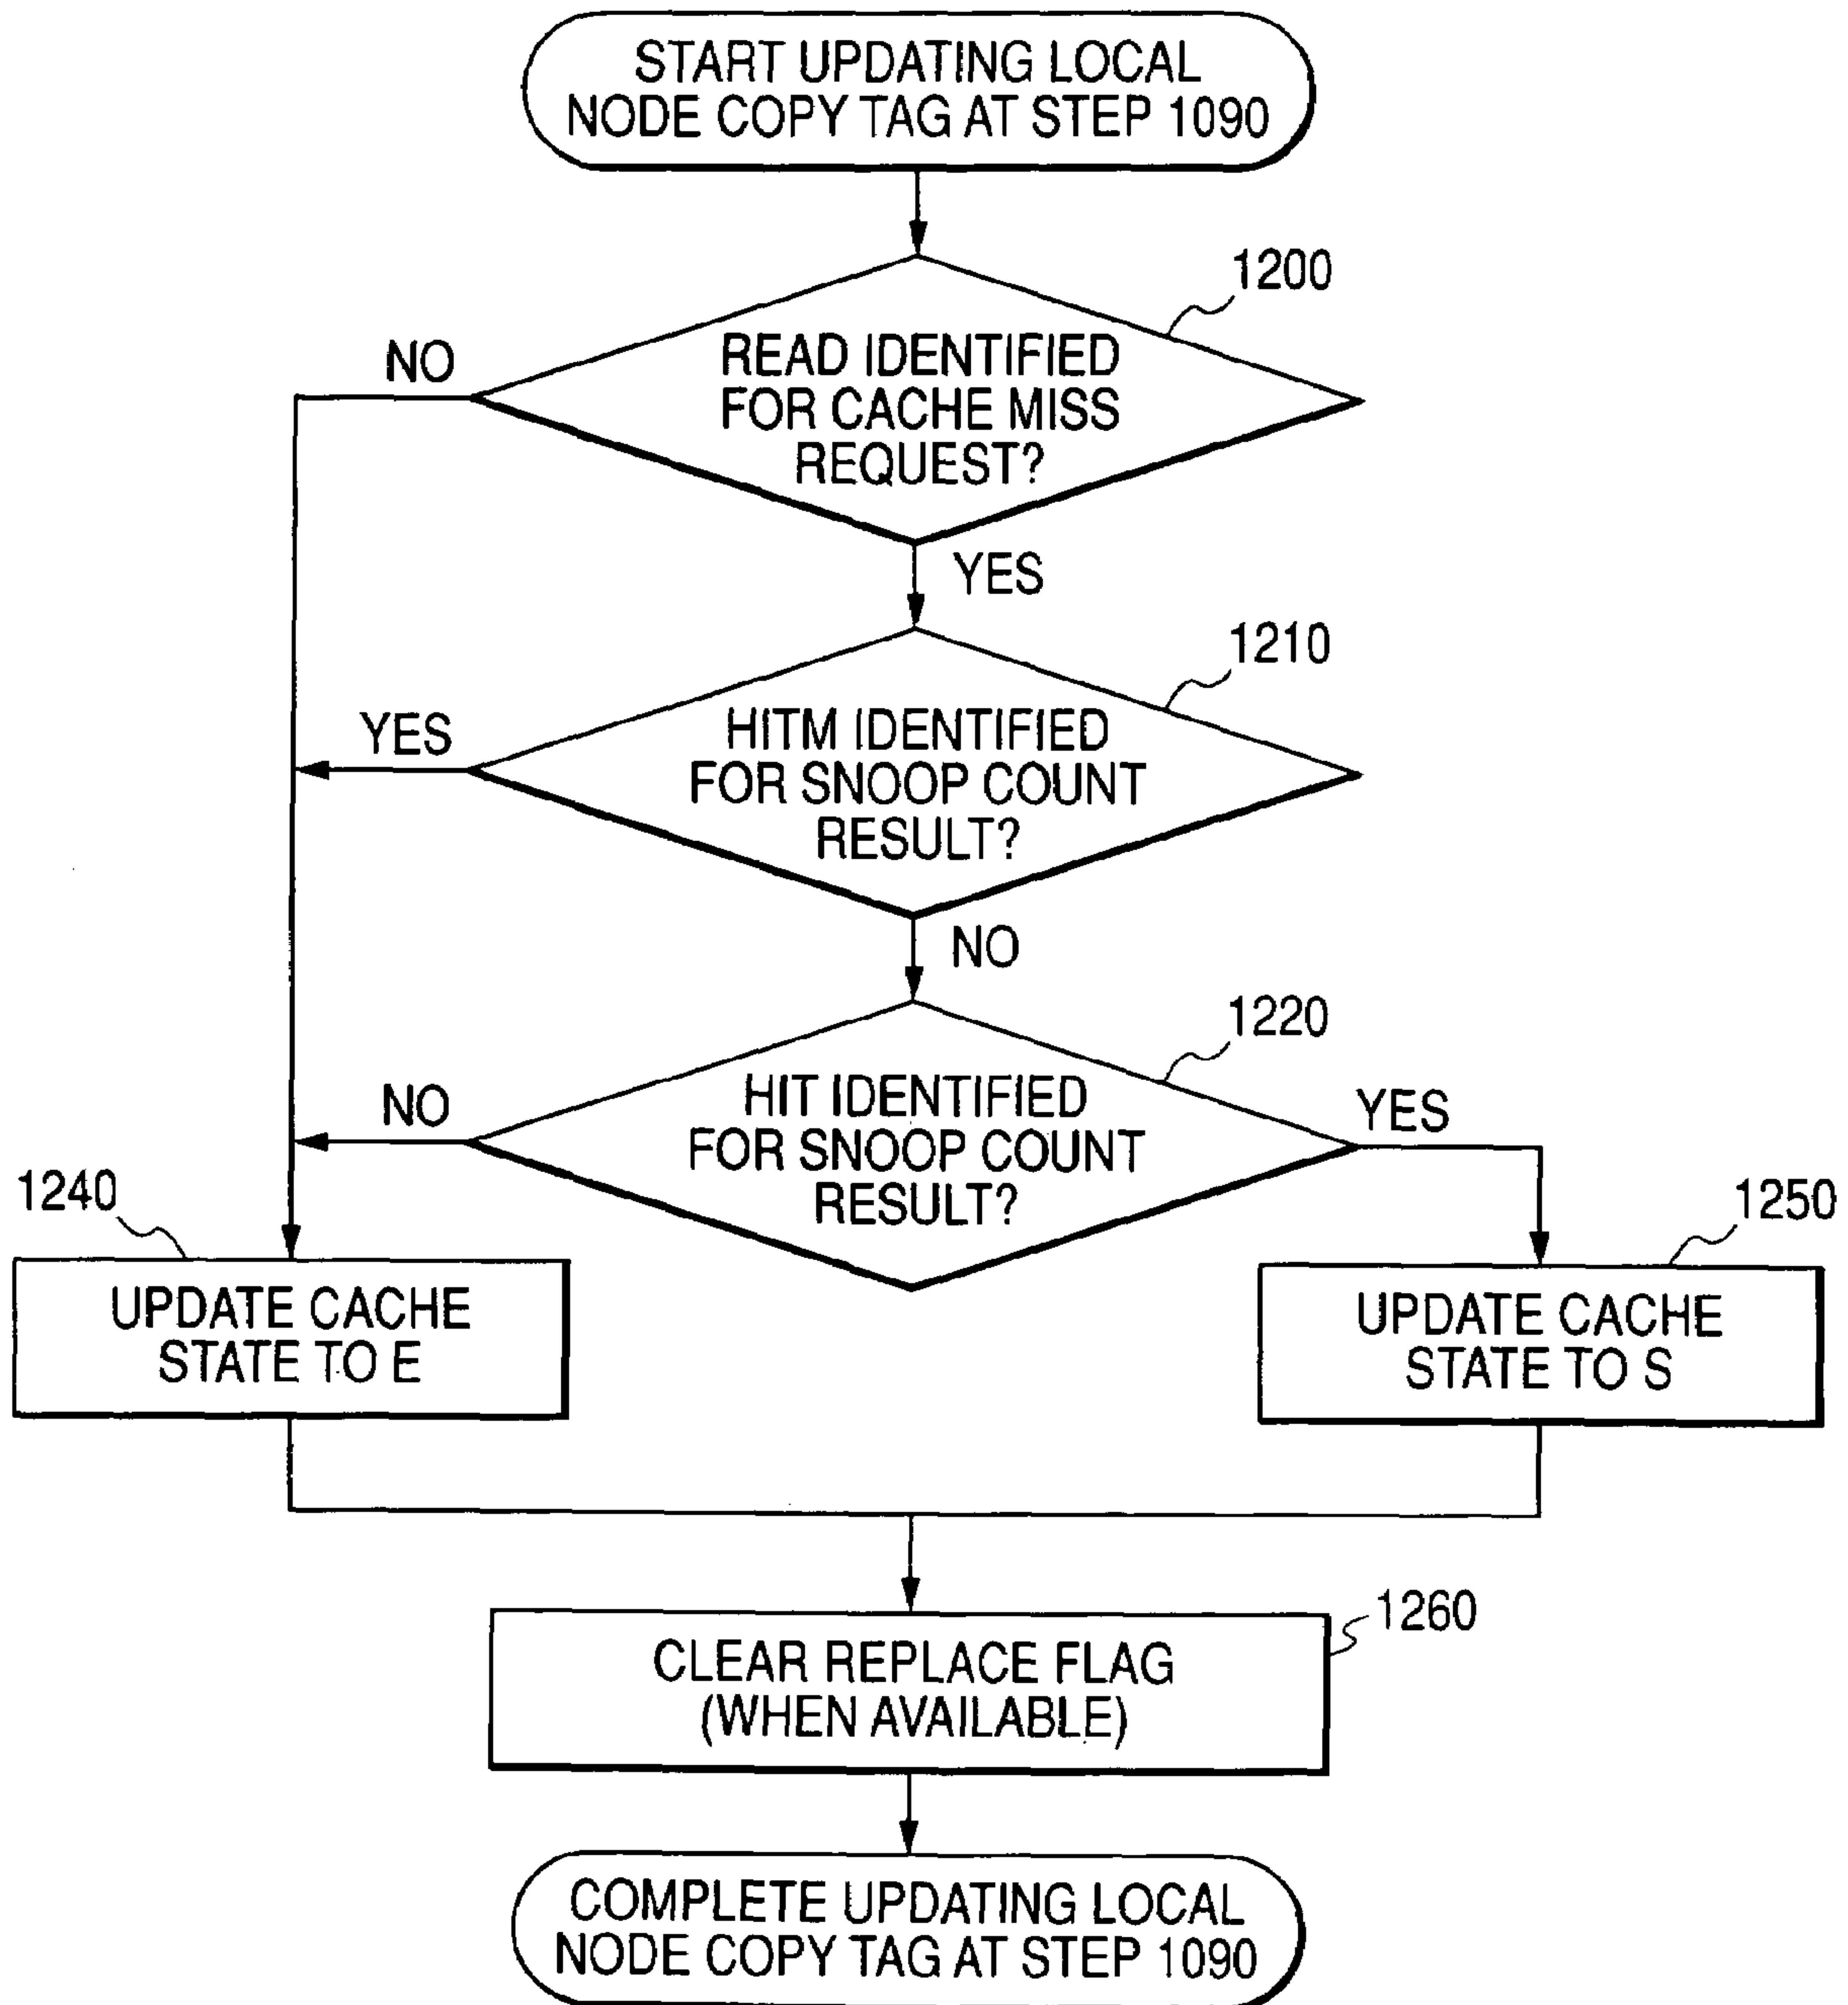 START UPDATING LOCAL
NODE COPY TAG AT STEP 1090
1200
NO
READ IDENTIFIED
FOR CACHE MISS
REQUEST?
YES
1210
YES
HITM IDENTIFIED
FOR SNOOP COUNT
RESULT?
NO
1220
NO
HIT IDENTIFIED
FOR SNOOP COUNT
RESULT?
YES
1240
1250
UPDATE CACHE
STATE TO E
UPDATE CACHE
STATE TO S
1260
CLEAR REPLACE FLAG
(WHEN AVAILABLE)
COMPLETE UPDATING LOCAL
NODE COPY TAG AT STEP 1090